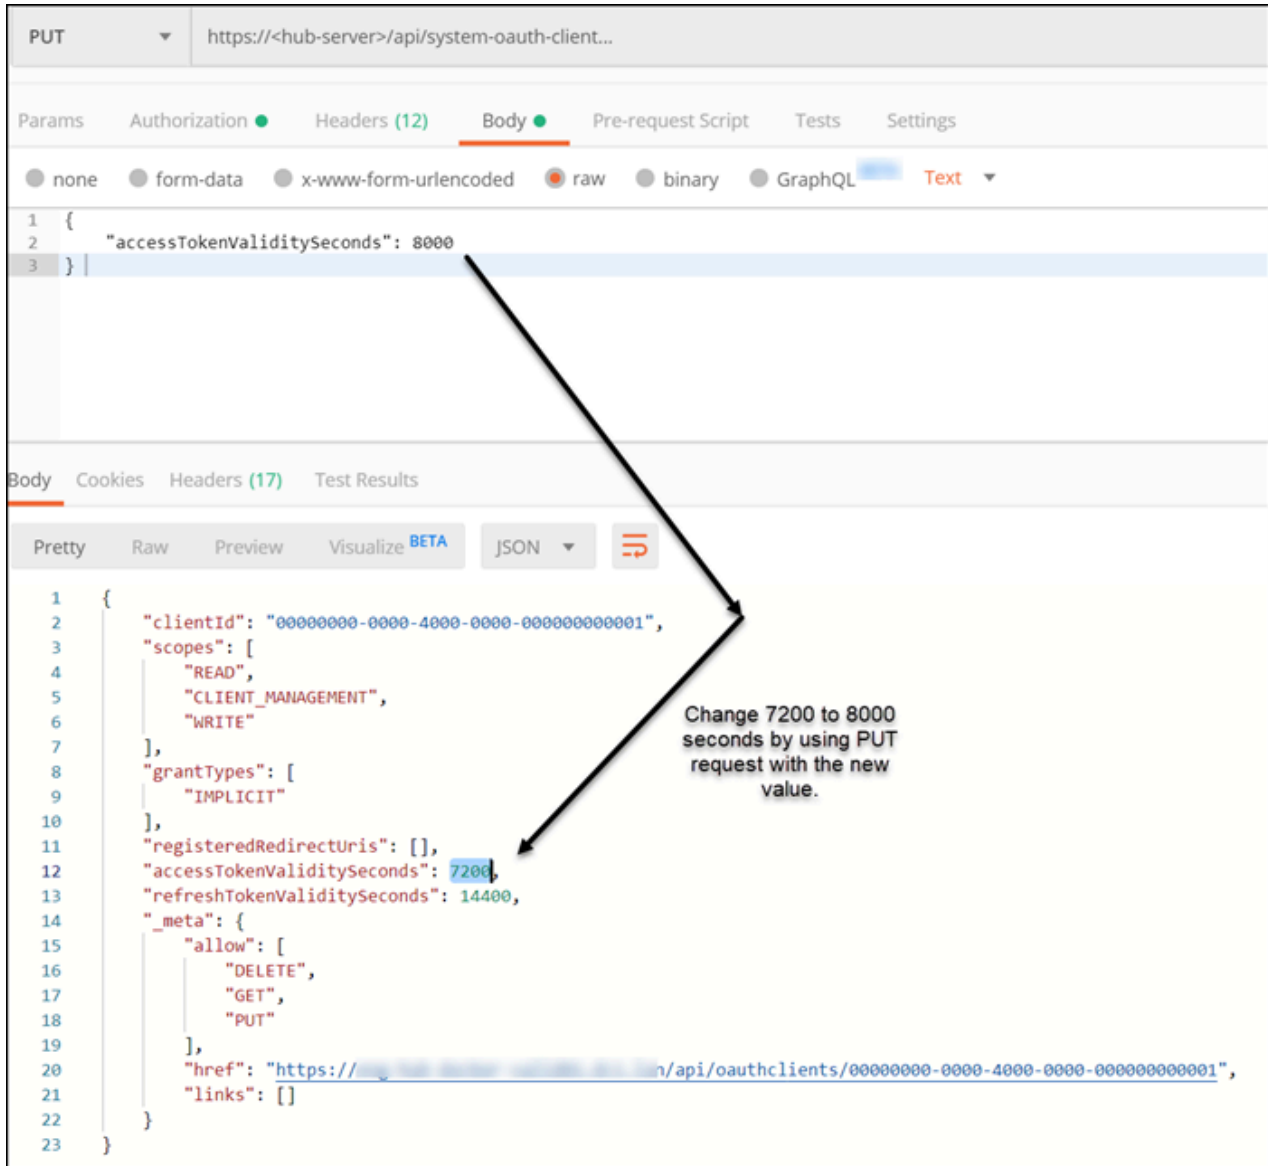 PUT https://<hub-server>/api/system-oauth-client...
Params Authorization Headers (12) Body Pre-request Script Tests Settings
none form-data x-www-form-urlencoded raw binary GraphQL Text
1 {
2 "accessTokenValiditySeconds": 8000
3 }
Body Cookies Headers (17) Test Results
Pretty Raw Preview Visualize BETA JSON
1 {
2 "clientId": "00000000-0000-4000-0000-000000000001",
3 "scopes": [
4 "READ",
5 "CLIENT_MANAGEMENT",
6 "WRITE"
7 ],
8 "grantTypes": [
9 "IMPLICIT"
10 ],
11 "registeredRedirectUris": [],
12 "accessTokenValiditySeconds": 7200,
13 "refreshTokenValiditySeconds": 14400,
14 "_meta": {
15 "allow": [
16 "DELETE",
17 "GET",
18 "PUT"
19 ],
20 "href": "https:// n/api/oauthclients/00000000-0000-4000-0000-000000000001",
21 "links": []
22 }
23 }
Change 7200 to 8000
seconds by using PUT
request with the new
value.